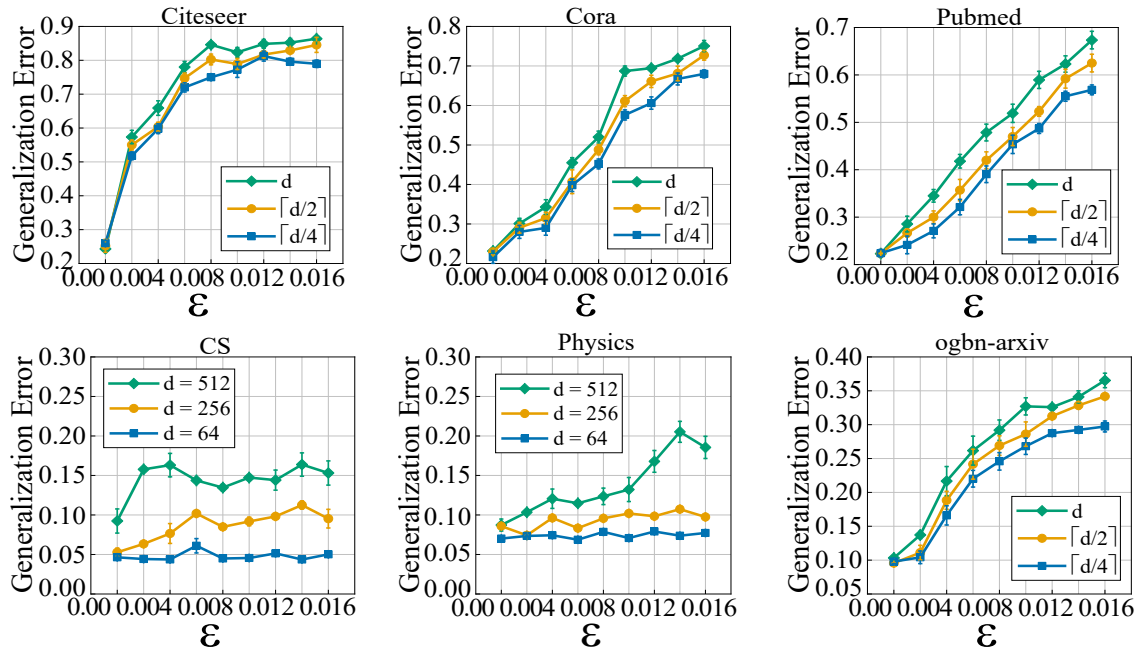 Citeseer
Generalization Error
0.9
0.8
0.7
0.6
0.5
0.4
0.3
0.2
d
⌈d/2⌉
⌈d/4⌉
0.00 0.004 0.008 0.012 0.016
ε
Cora
Generalization Error
0.8
0.7
0.6
0.5
0.4
0.3
0.2
d
⌈d/2⌉
⌈d/4⌉
0.00 0.004 0.008 0.012 0.016
ε
Pubmed
Generalization Error
0.7
0.6
0.5
0.4
0.3
0.2
d
⌈d/2⌉
⌈d/4⌉
0.00 0.004 0.008 0.012 0.016
ε
CS
Generalization Error
0.30
0.25
0.20
0.15
0.10
0.05
0.00
d = 512
d = 256
d = 64
0.00 0.004 0.008 0.012 0.016
ε
Physics
Generalization Error
0.30
0.25
0.20
0.15
0.10
0.05
0.00
d = 512
d = 256
d = 64
0.00 0.004 0.008 0.012 0.016
ε
ogbn-arxiv
Generalization Error
0.40
0.35
0.30
0.25
0.20
0.15
0.10
0.05
d
⌈d/2⌉
⌈d/4⌉
0.00 0.004 0.008 0.012 0.016
ε